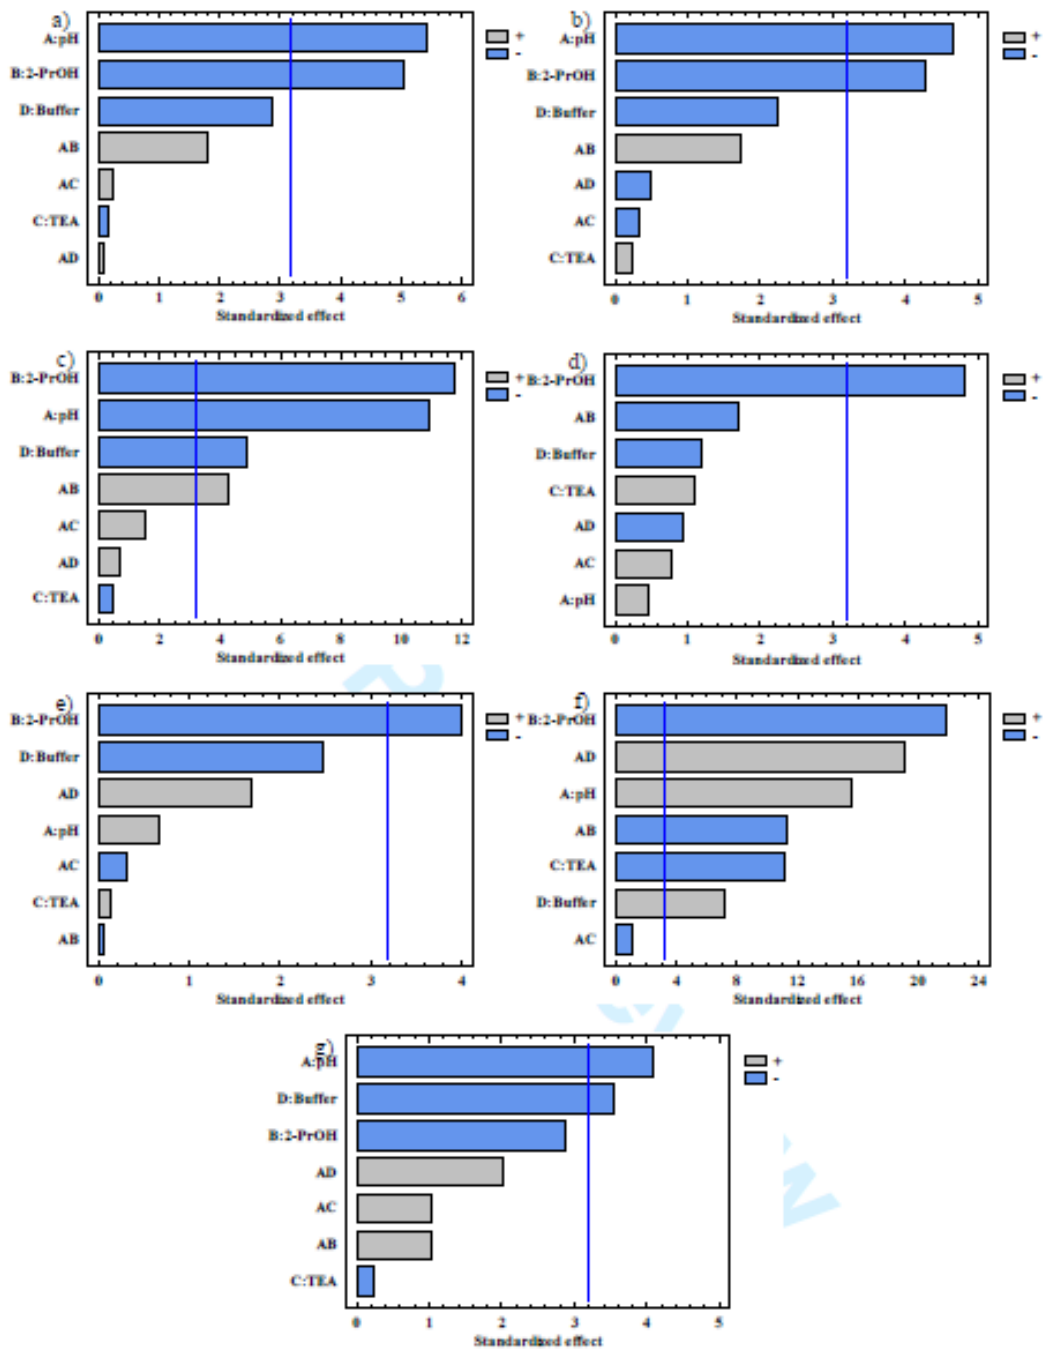 a)
A:pH
B:2-PrOH
D:Buffer
AB
AC
C:TEA
AD
0 1 2 3 4 5 6
Standardized effect
+
-
b)
A:pH
B:2-PrOH
D:Buffer
AB
AD
AC
C:TEA
0 1 2 3 4 5
Standardized effect
+
-
c)
B:2-PrOH
A:pH
D:Buffer
AB
AC
AD
C:TEA
0 2 4 6 8 10 12
Standardized effect
+
-
d)
B:2-PrOH
AB
D:Buffer
C:TEA
AD
AC
A:pH
0 1 2 3 4 5
Standardized effect
+
-
e)
B:2-PrOH
D:Buffer
AD
A:pH
AC
C:TEA
AB
0 1 2 3 4
Standardized effect
+
-
f)
B:2-PrOH
AD
A:pH
AB
C:TEA
D:Buffer
AC
0 4 8 12 16 20 24
Standardized effect
+
-
g)
A:pH
D:Buffer
B:2-PrOH
AD
AC
AB
C:TEA
0 1 2 3 4 5
Standardized effect
+
-